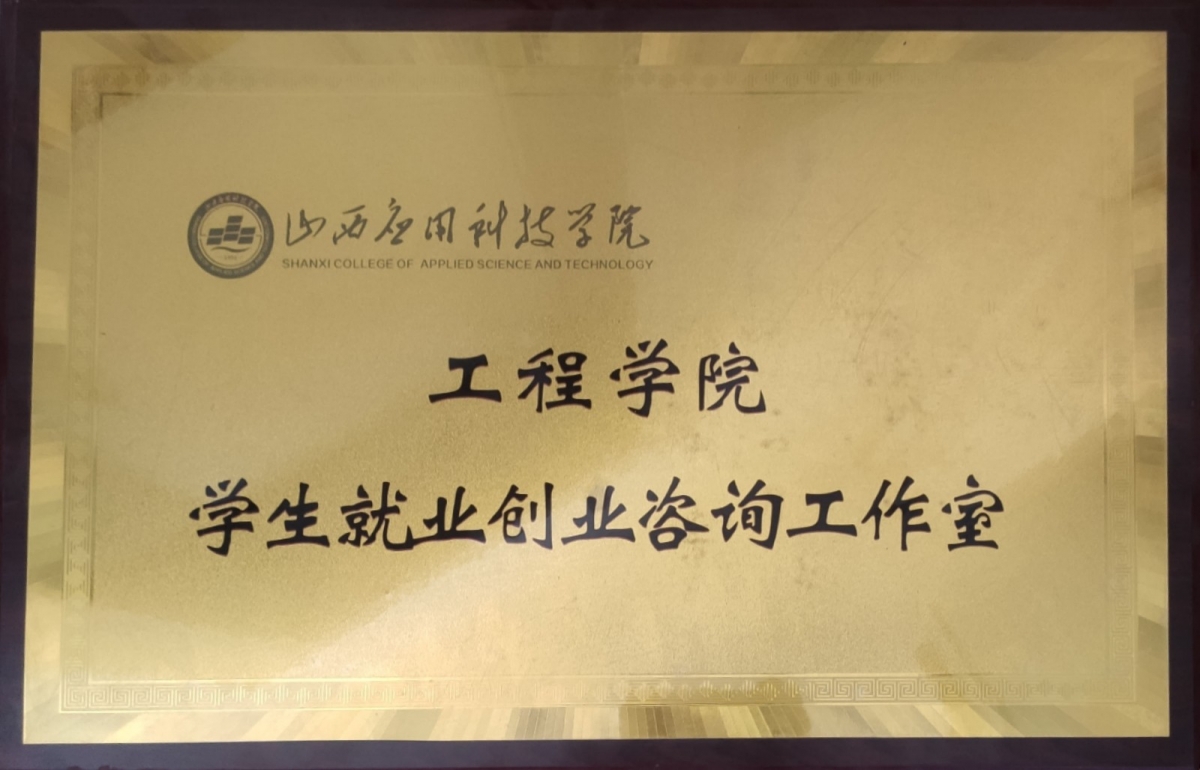 山西应用科技学院
SHANXI COLLEGE OF APPLIED SCIENCE AND TECHNOLOGY
工程学院
学生就业创业咨询工作室